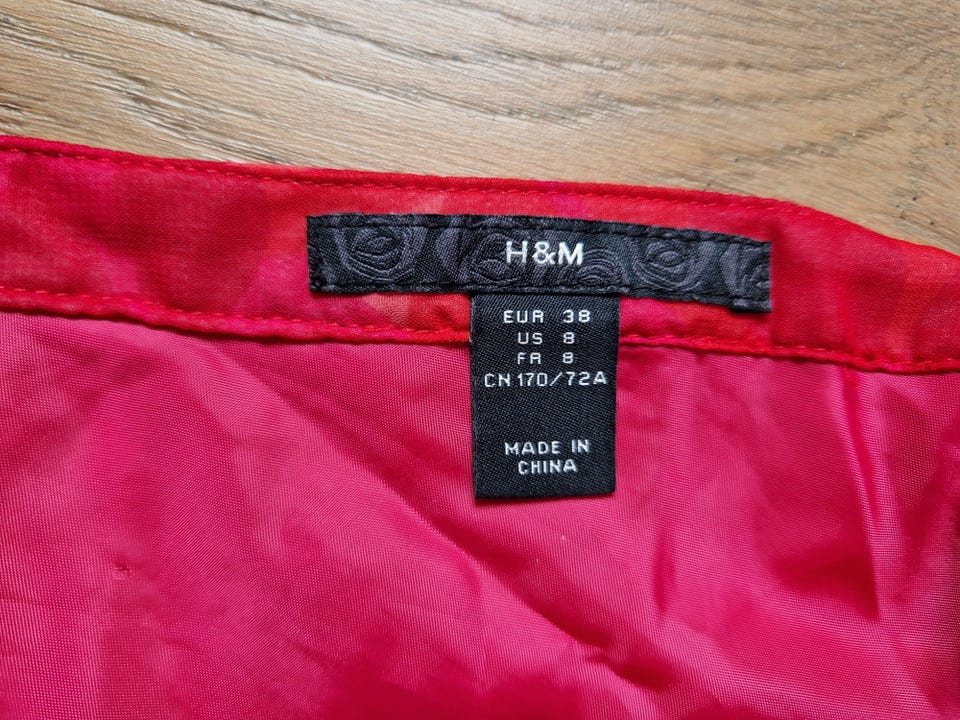 H&M
EUR 38
US 8
FR 8
CN 170/72A
MADE IN
CHINA